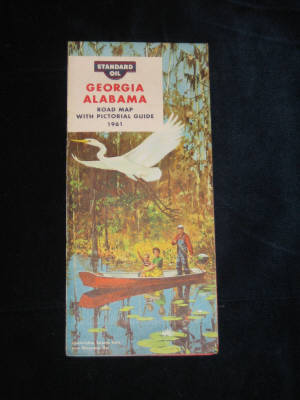 STANDARD
OIL
GEORGIA
ALABAMA
ROAD MAP
WITH PICTORIAL GUIDE
1961